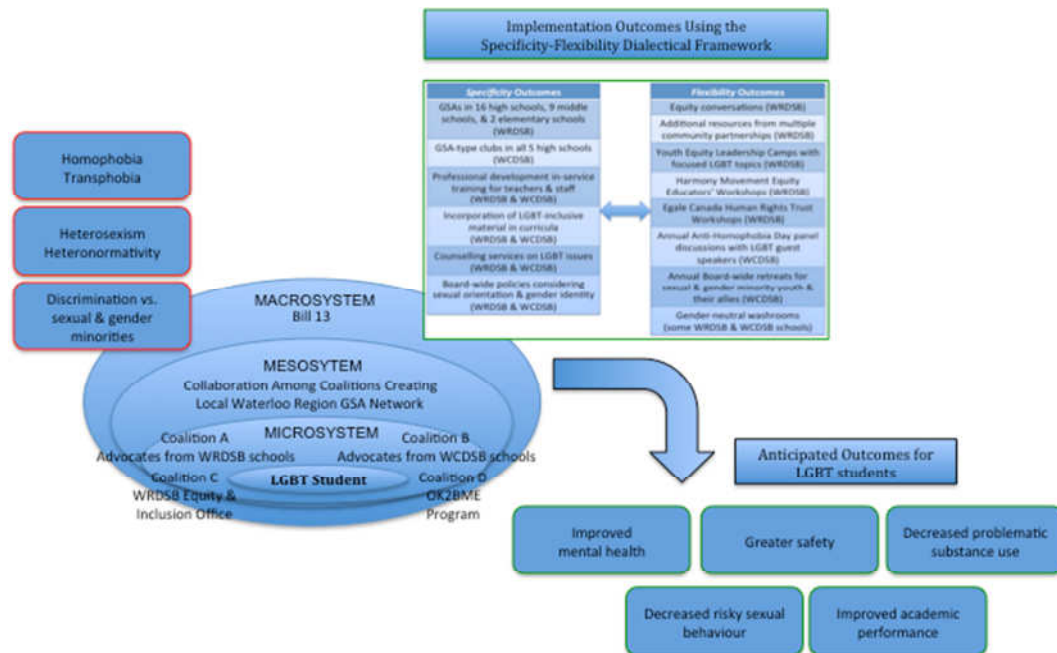 Implementation Outcomes Using the
Specificity-Flexibility Dialectical Framework
Specificity Outcomes
GSAs in 16 high schools, 9 middle
schools, & 2 elementary schools
(WRDSB)
GSA-type clubs in all 5 high schools
(WCDSB)
Professional development in-service
training for teachers & staff
(WRDSB & WCDSB)
Incorporation of LGBT-inclusive
material in curricula
(WRDSB & WCDSB)
Counselling services on LGBT issues
(WRDSB & WCDSB)
Board-wide policies considering
sexual orientation & gender identity
(WRDSB & WCDSB)
Flexibility Outcomes
Equity conversations (WRDSB)
Additional resources from multiple
community partnerships (WRDSB)
Youth Equity Leadership Camps with
focused LGBT topics (WRDSB)
Harmony Movement Equity
Educators' Workshops (WRDSB)
Egale Canada Human Rights Trust
Workshops (WRDSB)
Annual Anti-Homophobia Day panel
discussions with LGBT guest
speakers (WCDSB)
Annual Board-wide retreats for
sexual & gender minority youth &
their allies (WCDSB)
Gender-neutral washrooms
(some WRDSB & WCDSB schools)
Homophobia
Transphobia
Heterosexism
Heteronormativity
Discrimination vs.
sexual & gender
minorities
MACROSYSTEM
Bill 13
MESOSYTEM
Collaboration Among Coalitions Creating
Local Waterloo Region GSA Network
MICROSYSTEM
Coalition A
Advocates from WRDSB schools
Coalition B
Advocates from WCDSB schools
Coalition C
WRDSB Equity &
Inclusion Office
LGBT Student
Coalition D
OK2BME
Program
Anticipated Outcomes for
LGBT students
Improved
mental health
Greater safety
Decreased problematic
substance use
Decreased risky sexual
behaviour
Improved academic
performance